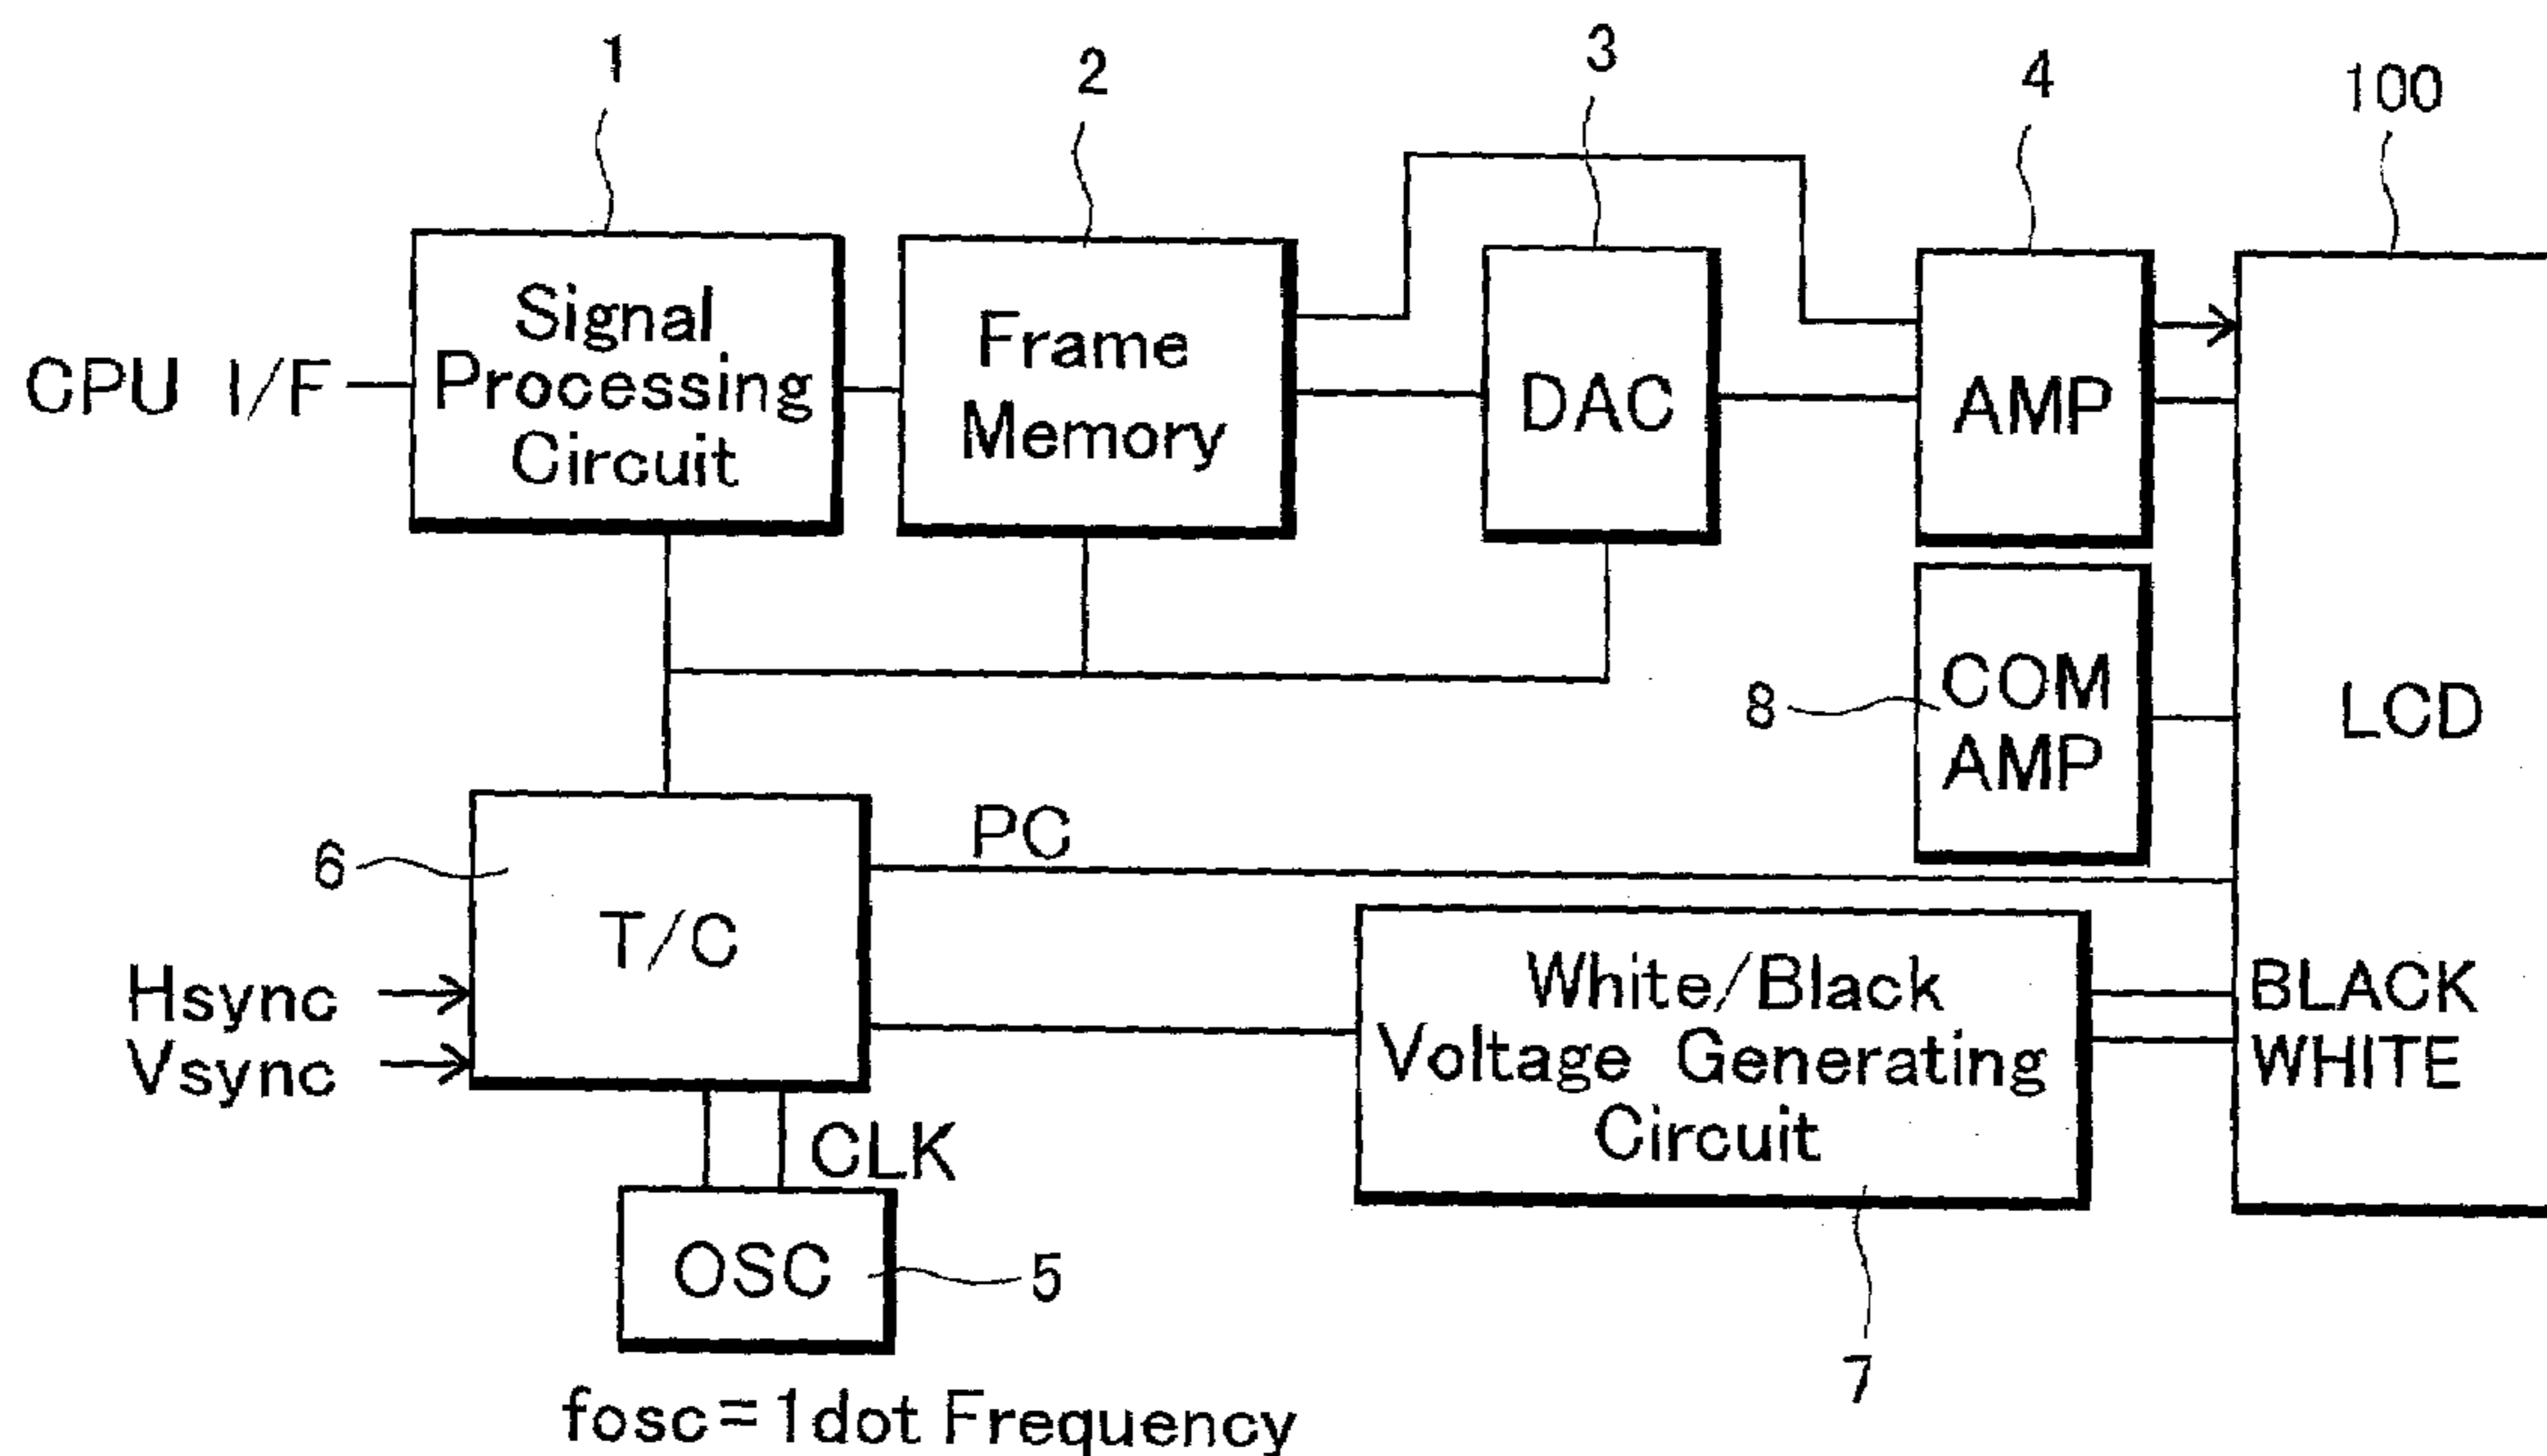 1
2
3
4
100
CPU I/F
Signal
Processing
Circuit
Frame
Memory
DAC
AMP
8
COM
AMP
LCD
6
T/C
PC
Hsync
Vsync
CLK
White/Black
Voltage Generating
Circuit
BLACK
WHITE
OSC
5
7
fosc=1dot Frequency